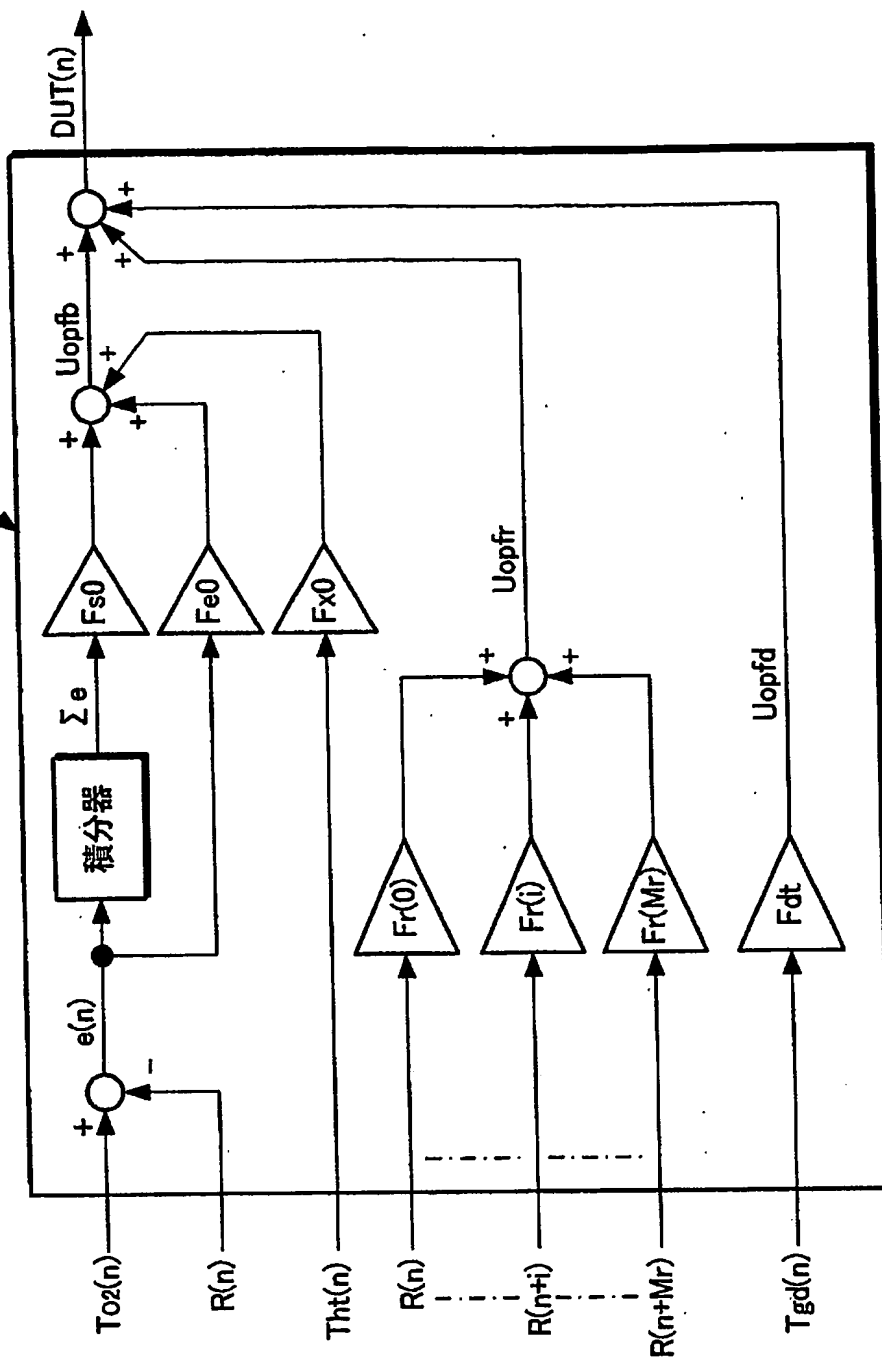 To2(n)
+
-
e(n)
積分器
Σe
Fs0
+
Uopfb
+
DUT(n)
R(n)
Fe0
+
+
+
+
Tht(n)
Fx0
R(n)
Fr(0)
+
Uopfr
R(n+i)
Fr(i)
+
+
R(n+Mr)
Fr(Mr)
Tgd(n)
Fdt
Uopfd